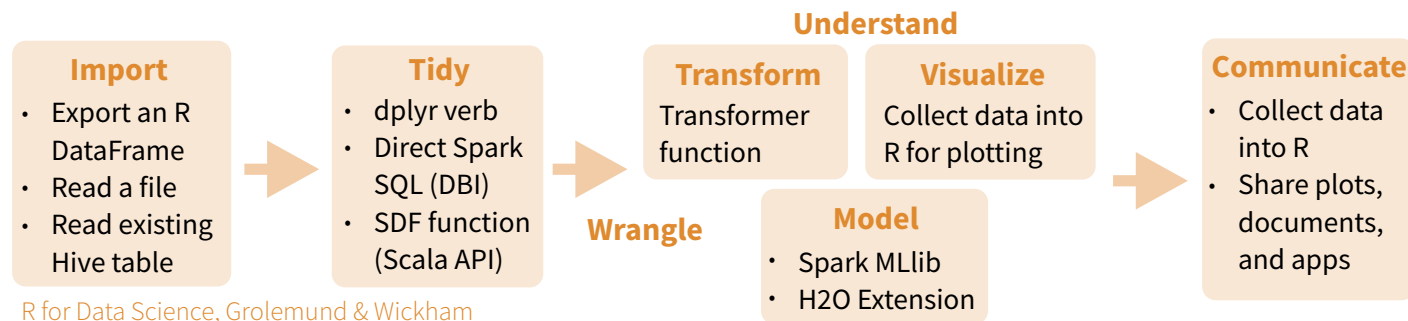 Import
• Export an R
DataFrame
• Read a file
• Read existing
Hive table
Tidy
• dplyr verb
• Direct Spark
SQL (DBI)
• SDF function
(Scala API)
Understand
Transform
Transformer
function
Visualize
Collect data into
R for plotting
Wrangle
Model
• Spark MLlib
• H2O Extension
Communicate
• Collect data
into R
• Share plots,
documents,
and apps
R for Data Science, Grolemund & Wickham